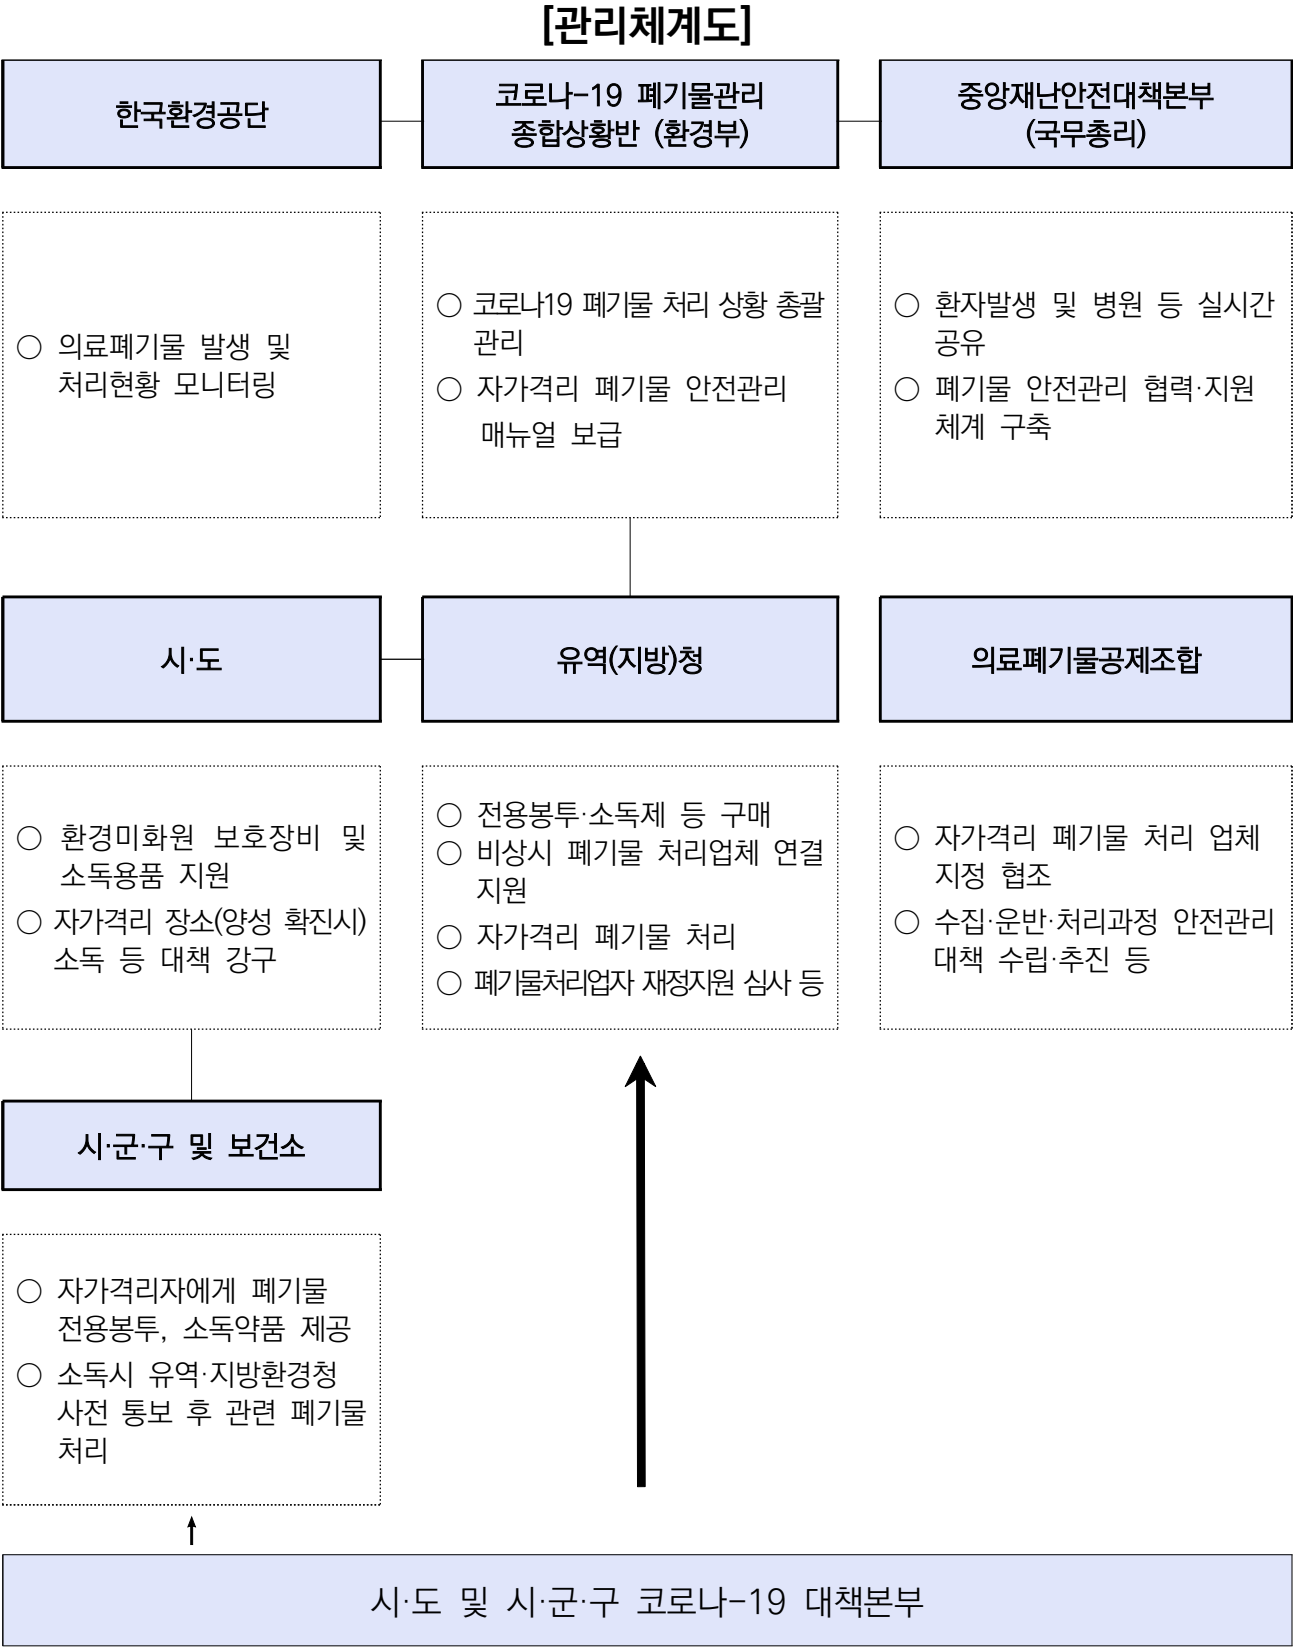 [관리체계도]
한국환경공단
코로나-19 폐기물관리
종합상황반 (환경부)
중앙재난안전대책본부
(국무총리)
○ 의료폐기물 발생 및
처리현황 모니터링
○ 코로나19 폐기물 처리 상황 총괄
관리
○ 자가격리 폐기물 안전관리
매뉴얼 보급
○ 환자발생 및 병원 등 실시간
공유
○ 폐기물 안전관리 협력·지원
체계 구축
시·도
유역(지방)청
의료폐기물공제조합
○ 환경미화원 보호장비 및
소독용품 지원
○ 자가격리 장소(양성 확진시)
소독 등 대책 강구
○ 전용봉투·소독제 등 구매
○ 비상시 폐기물 처리업체 연결
지원
○ 자가격리 폐기물 처리
○ 폐기물처리업자 재정지원 심사 등
○ 자가격리 폐기물 처리 업체
지정 협조
○ 수집·운반·처리과정 안전관리
대책 수립·추진 등
시·군·구 및 보건소
○ 자가격리자에게 폐기물
전용봉투, 소독약품 제공
○ 소독시 유역·지방환경청
사전 통보 후 관련 폐기물
처리
시·도 및 시·군·구 코로나-19 대책본부